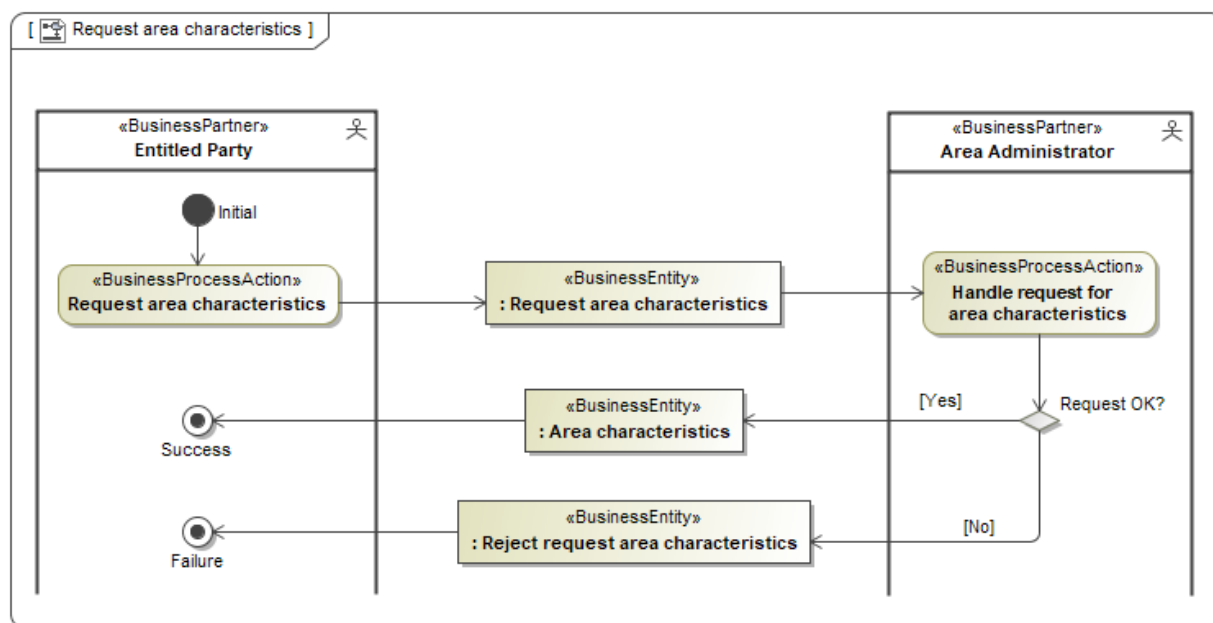 [ Request area characteristics ]
«BusinessPartner»
Entitled Party
«BusinessPartner»
Area Administrator
Initial
«BusinessProcessAction»
Request area characteristics
«BusinessEntity»
: Request area characteristics
«BusinessProcessAction»
Handle request for
area characteristics
Success
«BusinessEntity»
: Area characteristics
[Yes]
Request OK?
Failure
«BusinessEntity»
: Reject request area characteristics
[No]